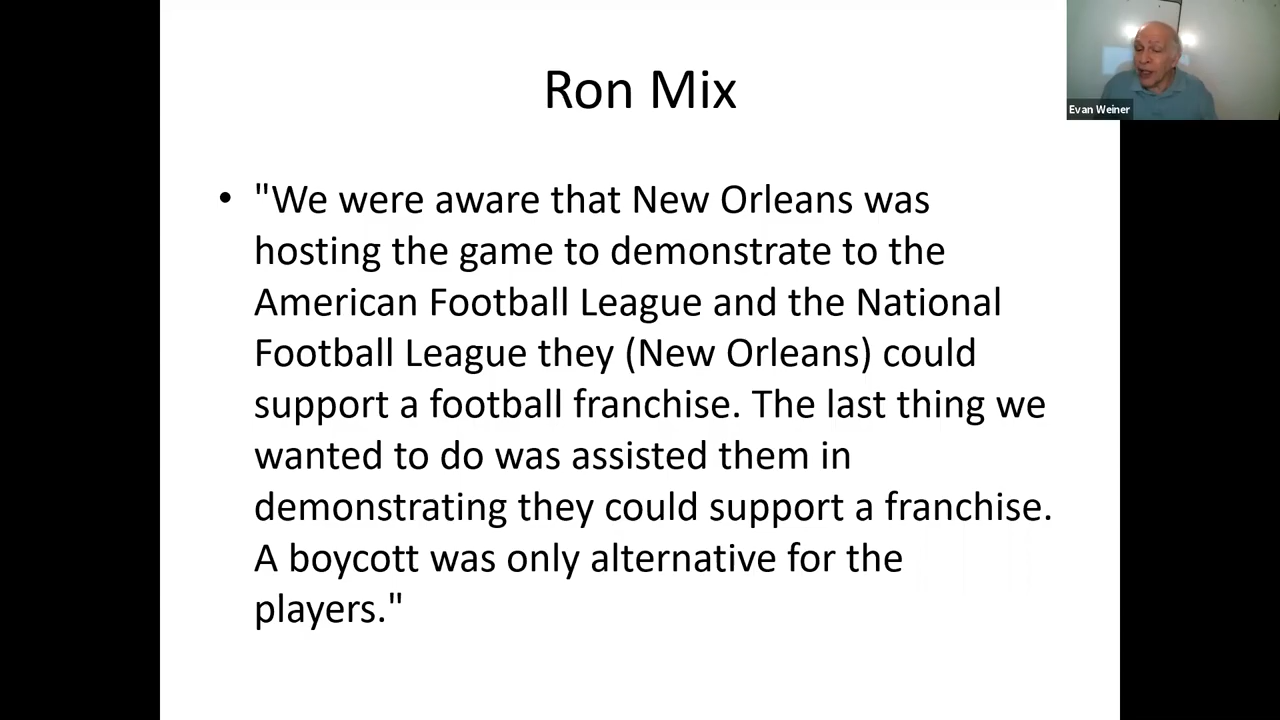 Ron Mix
• "We were aware that New Orleans was
hosting the game to demonstrate to the
American Football League and the National
Football League they (New Orleans) could
support a football franchise. The last thing we
wanted to do was assisted them in
demonstrating they could support a franchise.
A boycott was only alternative for the
players."
Evan Weiner